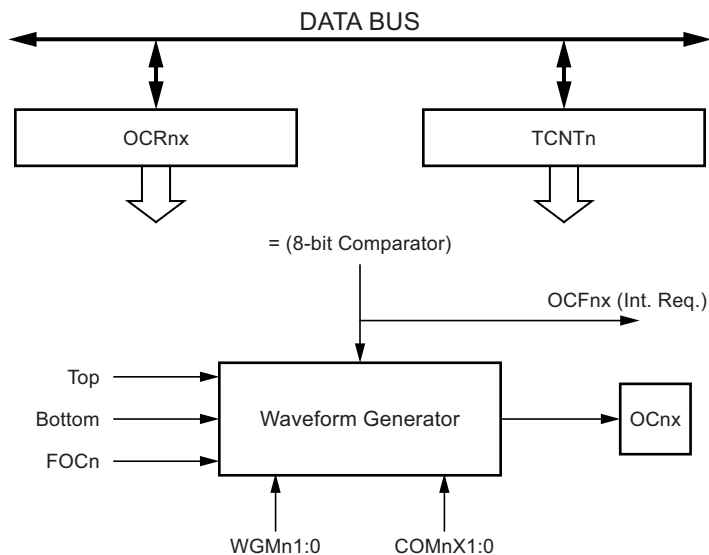 DATA BUS
OCRnx
TCNTn
= (8-bit Comparator)
OCFnx (Int. Req.)
Top
Bottom
FOCn
Waveform Generator
OCnx
WGMn1:0
COMnX1:0